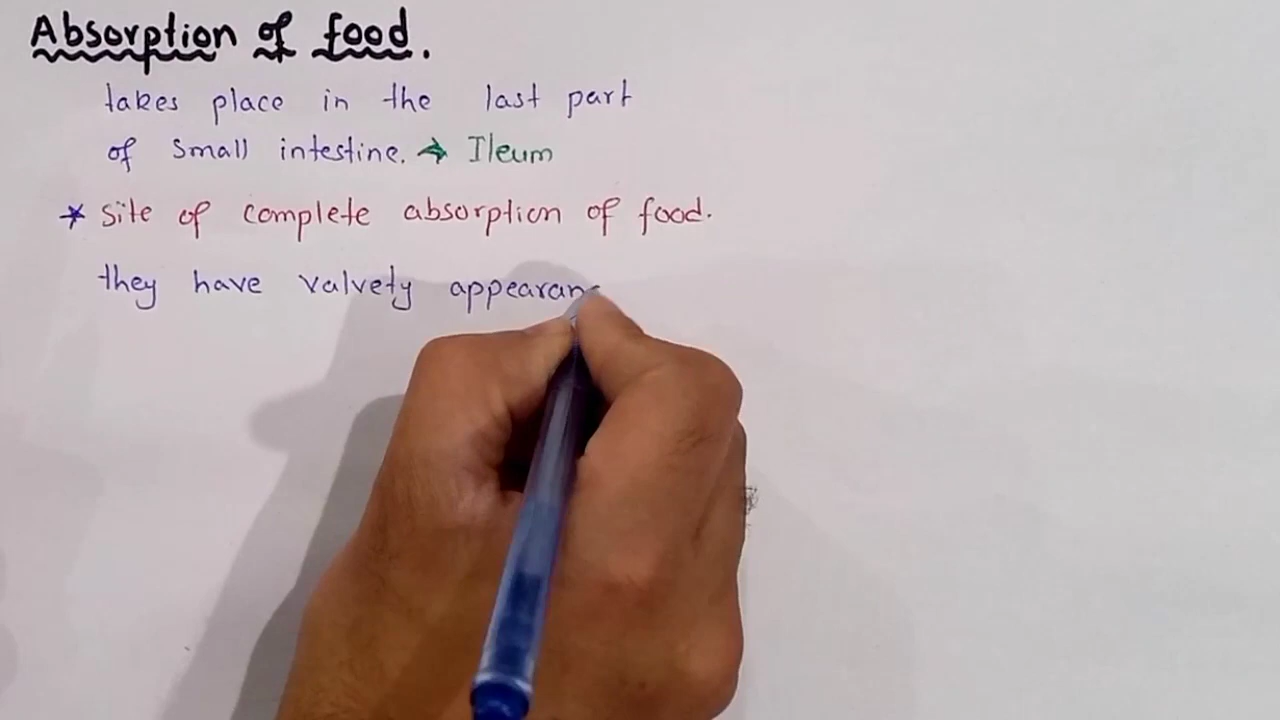 Absorption of food.
takes place in the last part
of small intestine. → Ileum
* site of complete absorption of food.
they have valvety appearanc